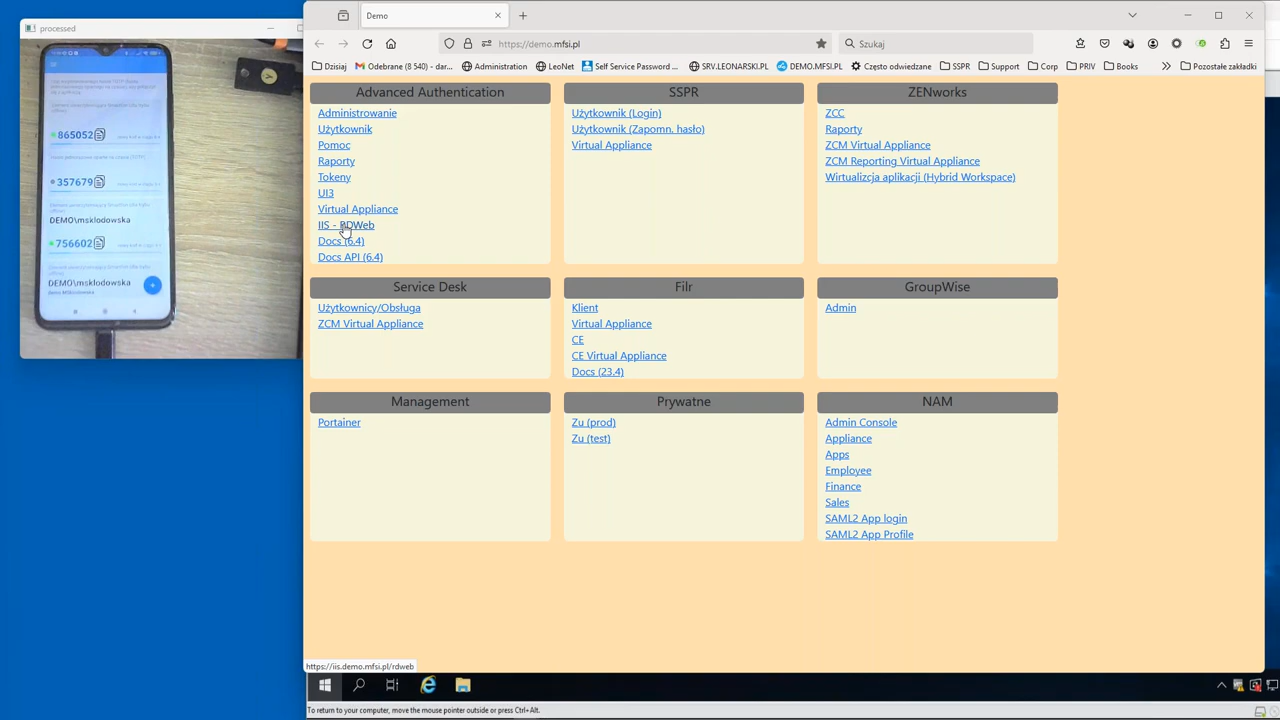 processed
865052
357679
DEMO\msklodowska
756602
DEMO\msklodowska
+
Demo
https://demo.mfsi.pl
Szukaj
Dzisiaj
Odebrane (8 540) - dar...
Administration
LeoNet
Self Service Password ...
SRV.LEONARSKI.PL
DEMO.MFSI.PL
Często odwiedzane
SSPR
Support
Corp
PRIV
Books
Pozostałe zakładki
Advanced Authentication
Administrowanie
Użytkownik
Pomoc
Raporty
Tokeny
UI3
Virtual Appliance
IIS - RDWeb
Docs (6.4)
Docs API (6.4)
SSPR
Użytkownik (Login)
Użytkownik (Zapomn. hasło)
Virtual Appliance
ZENworks
ZCC
Raporty
ZCM Virtual Appliance
ZCM Reporting Virtual Appliance
Wirtualizcja aplikacji (Hybrid Workspace)
Service Desk
Użytkownicy/Obsługa
ZCM Virtual Appliance
Filr
Klient
Virtual Appliance
CE
CE Virtual Appliance
Docs (23.4)
GroupWise
Admin
Management
Portainer
Prywatne
Zu (prod)
Zu (test)
NAM
Admin Console
Appliance
Apps
Employee
Finance
Sales
SAML2 App login
SAML2 App Profile
https://iis.demo.mfsi.pl/rdweb
To return to your computer, move the mouse pointer outside or press Ctrl+Alt.